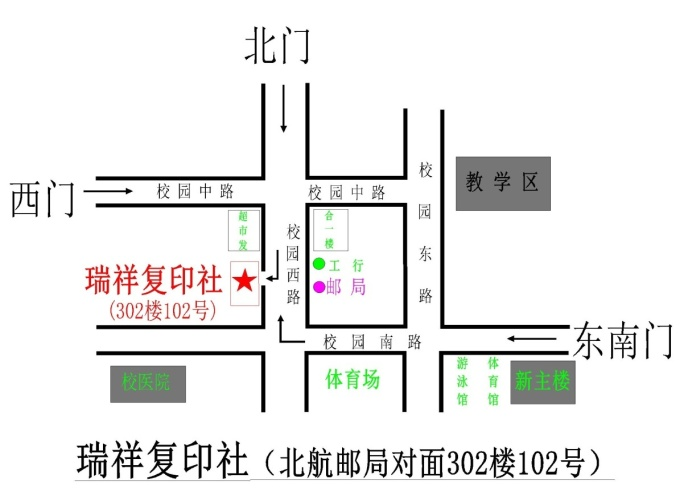 北门
西门
校园中路
校园中路
校园东路
教学区
超市发
合一楼
校园西路
瑞祥复印社
(302楼102号)
工行
邮局
校园南路
东南门
校医院
体育场
游泳馆
体育馆
新主楼
瑞祥复印社（北航邮局对面302楼102号）